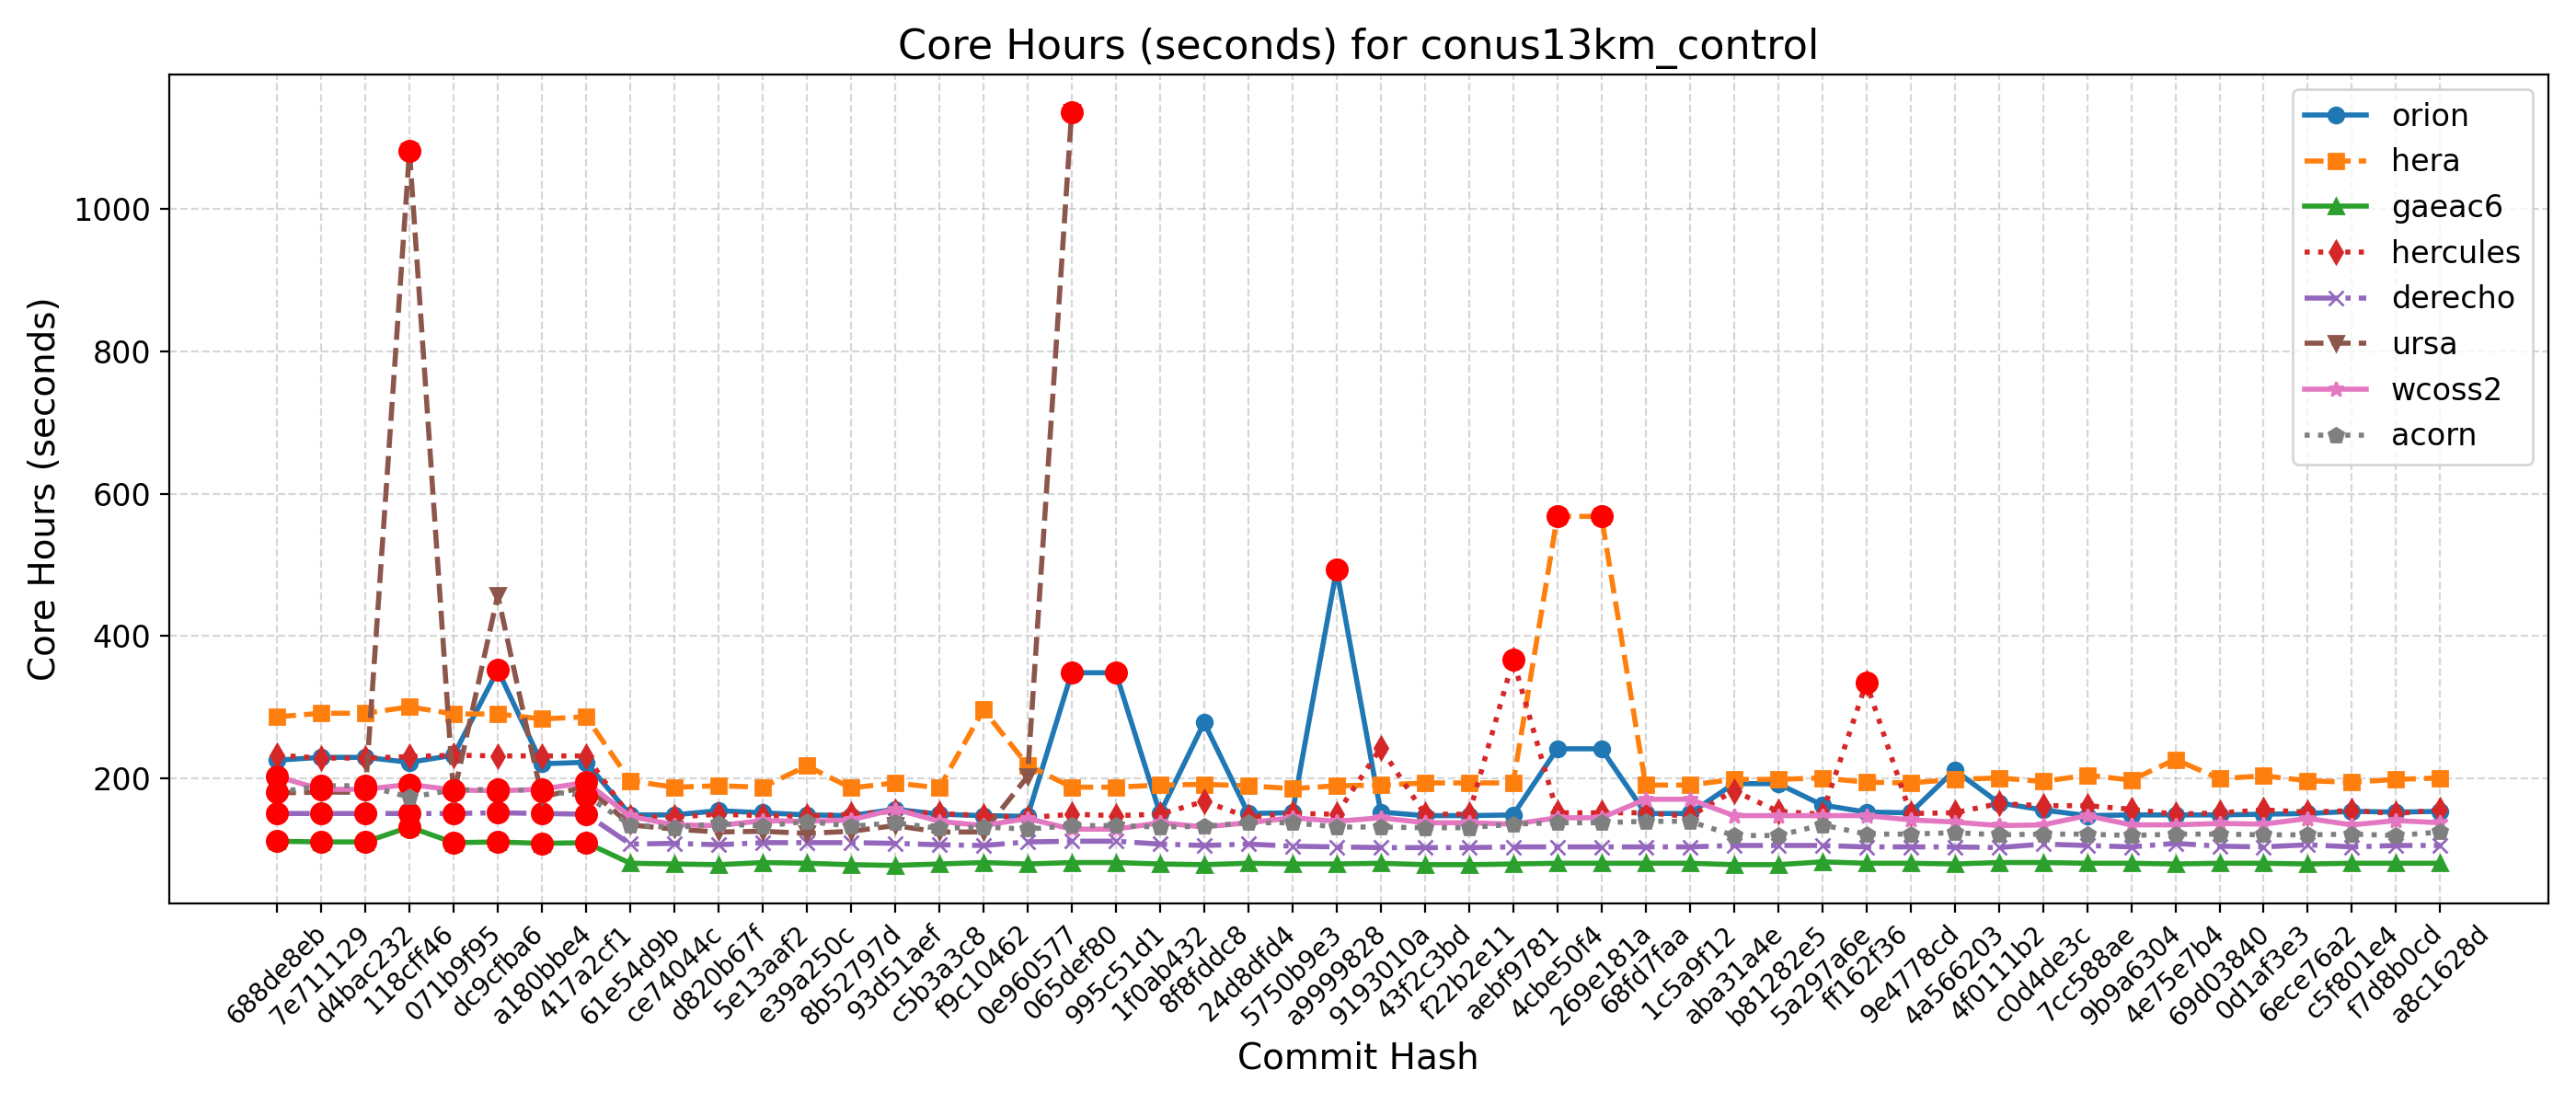 Core Hours (seconds) for conus13km_control
Core Hours (seconds)
1000
800
600
400
200
orion
hera
gaeac6
hercules
derecho
ursa
wcoss2
acorn
688de8eb
7e711129
d4bac232
118cff46
071b9f95
dc9cfba6
a180bbe4
417a2cf1
61e54d9b
ce74044c
d820b67f
5e13aaf2
e39a250c
8b52797d
93d51aef
c5b3a3c8
f9c10462
0e960577
065def80
995c51d1
1f0ab432
8f8fddc8
24d8dfd4
5750b9e3
a9999828
9193010a
43f2c3bd
f22b2e11
aebf9781
4cbe50f4
269e181a
68fd7faa
1c5a9f12
aba31a4e
b81282e5
5a297a6e
ff162f36
9e4778cd
4a566203
4f0111b2
c0d4de3c
7cc588ae
9b9a6304
4e75e7b4
69d03840
0d1af3e3
6ece76a2
c5f801e4
f7d8b0cd
a8c1628d
Commit Hash